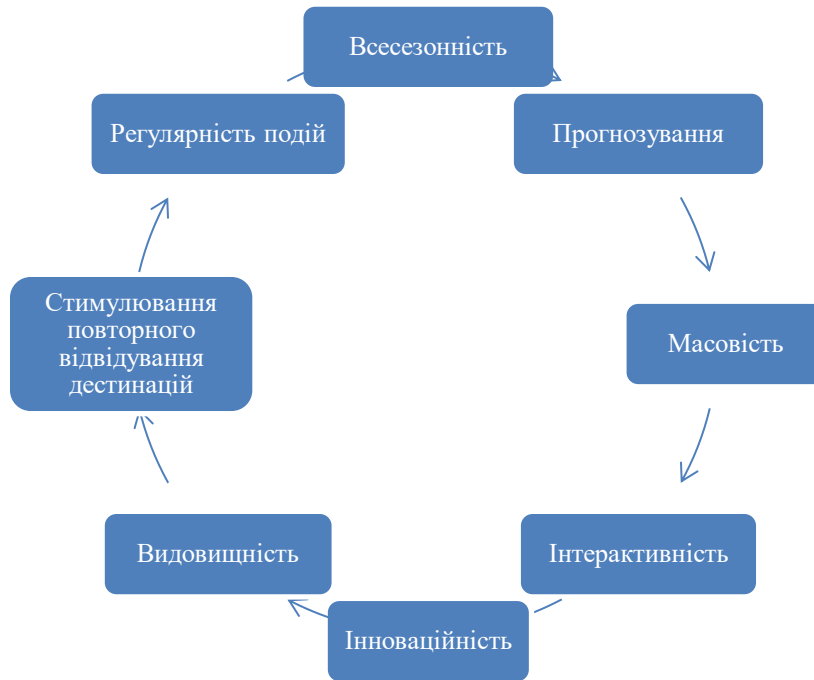 Всесезонність
Регулярність подій
Прогнозування
Стимулювання
повторного
відвідування
дестинацій
Масовість
Видовищність
Інтерактивність
Інноваційність